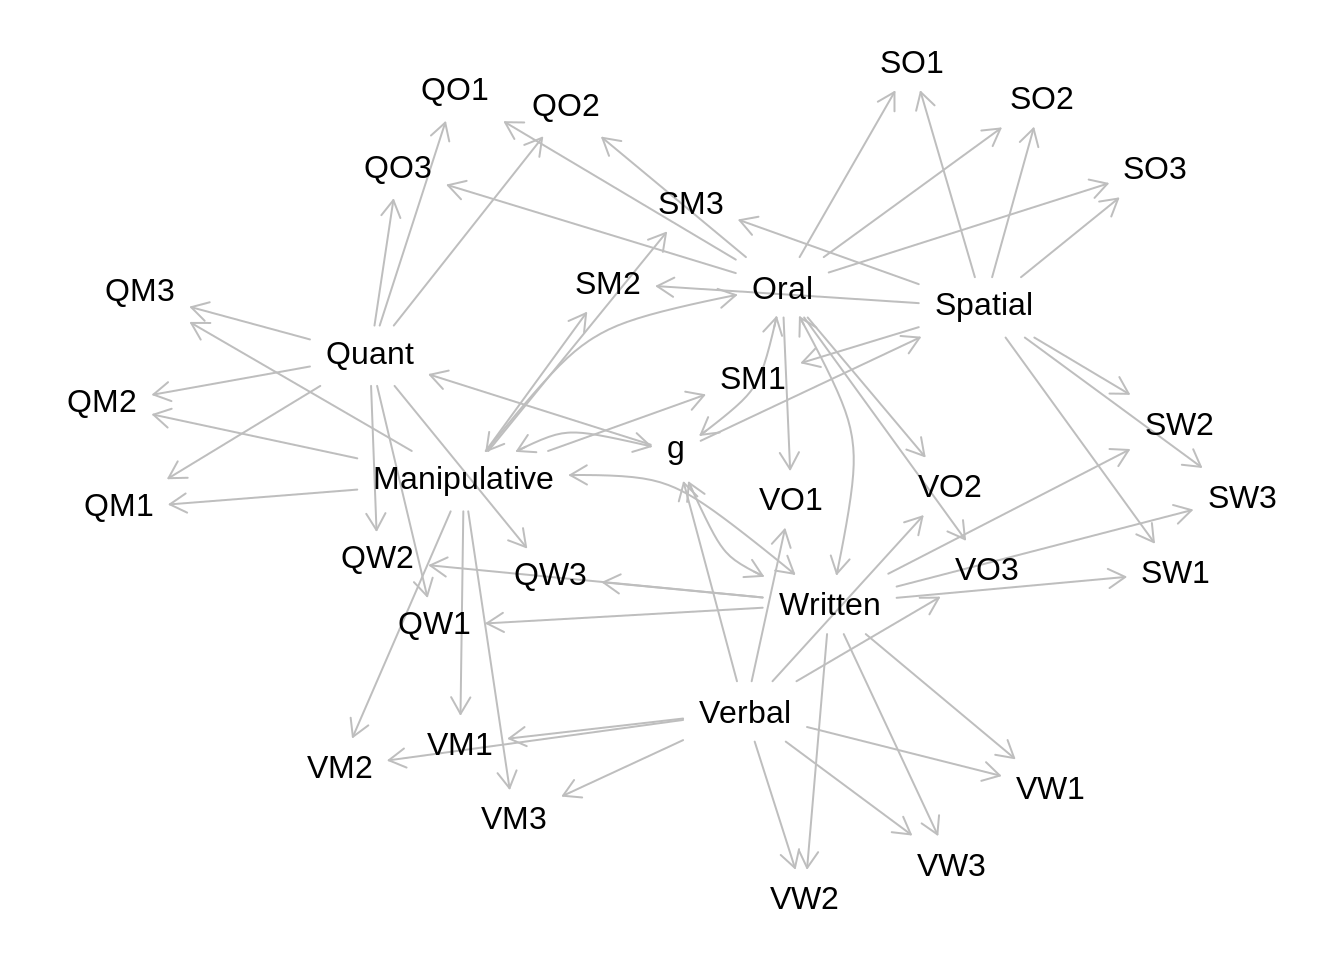 SO1
QO1
SO2
QO2
QO3
SO3
SM3
SM2
QM3
Oral
Spatial
Quant
SM1
QM2
SW2
g
Manipulative
VO2
SW3
VO1
QM1
QW2
VO3
SW1
QW3
Written
QW1
Verbal
VM1
VM2
VW1
VM3
VW3
VW2